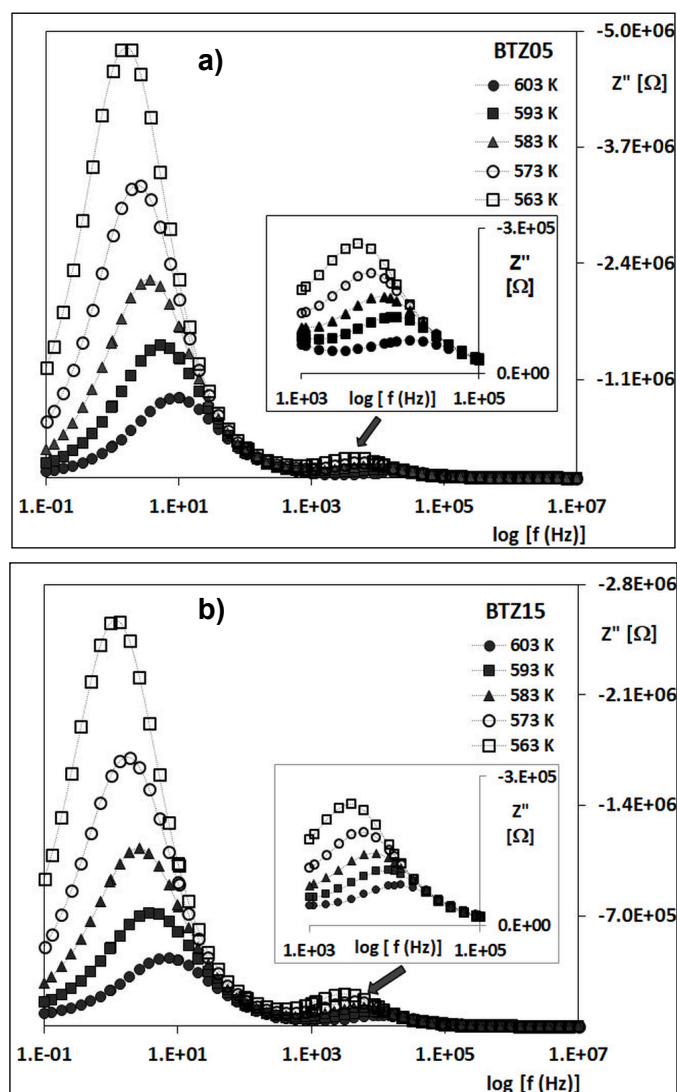 a)
BTZ05
603 K
593 K
583 K
573 K
563 K
-5.0E+06
Z" [Ω]
-3.7E+06
-2.4E+06
-1.1E+06
-3.E+05
Z"
[Ω]
0.E+00
1.E+03
log [ f (Hz)]
1.E+05
1.E-01
1.E+01
1.E+03
1.E+05
1.E+07
log [f (Hz)]
b)
BTZ15
603 K
593 K
583 K
573 K
563 K
-2.8E+06
Z" [Ω]
-2.1E+06
-1.4E+06
-7.0E+05
-3.E+05
Z"
[Ω]
0.E+00
1.E+03
log [ f (Hz)]
1.E+05
1.E-01
1.E+01
1.E+03
1.E+05
1.E+07
log [f (Hz)]